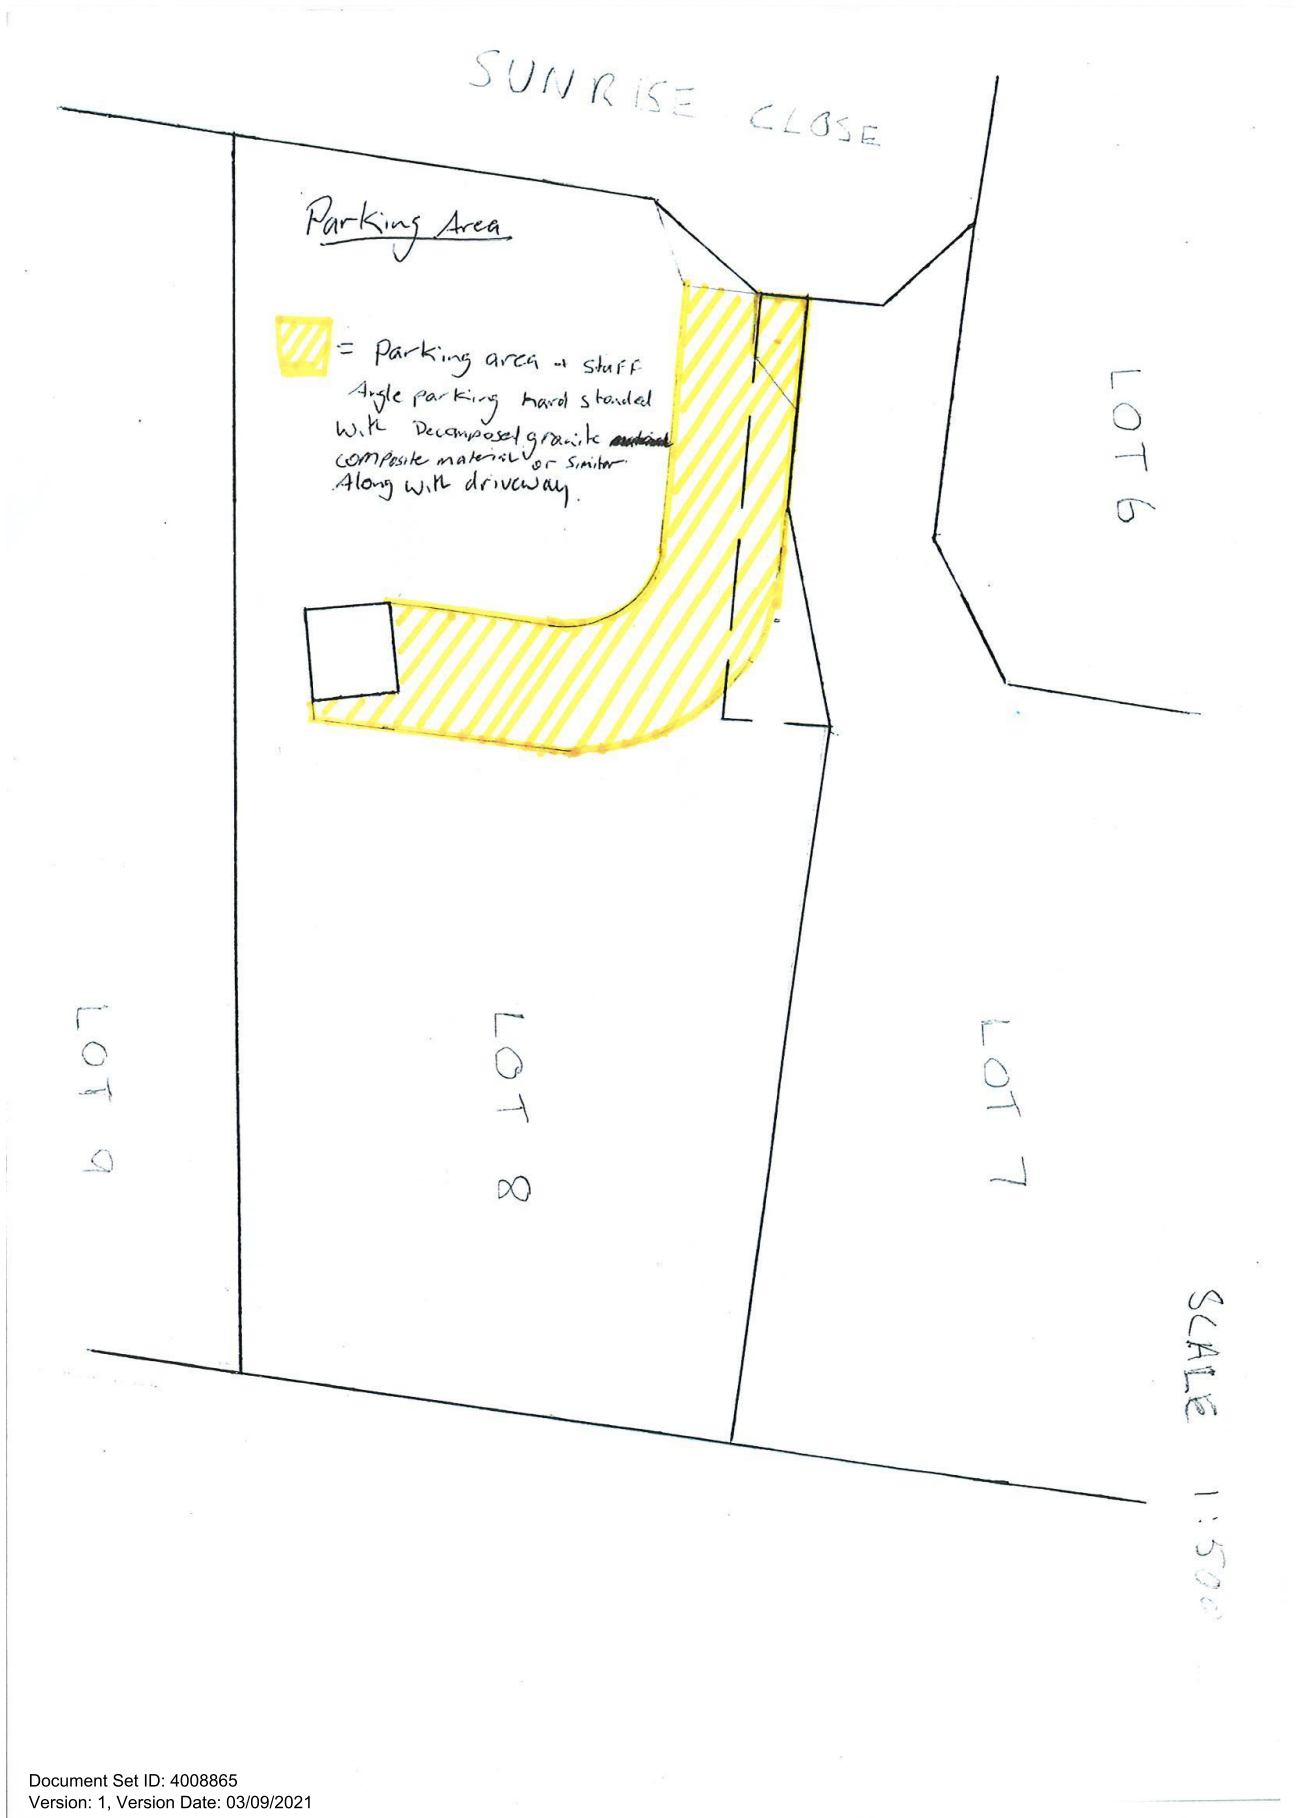 SUNRISE CLOSE
Parking Area
= Parking area + staff
Angle parking hard standed
with Decomposed granite
composite material or similar.
Along with driveway.
LOT 6
LOT 9
LOT 8
LOT 7
SCALE 1:500
Document Set ID: 4008865
Version: 1, Version Date: 03/09/2021